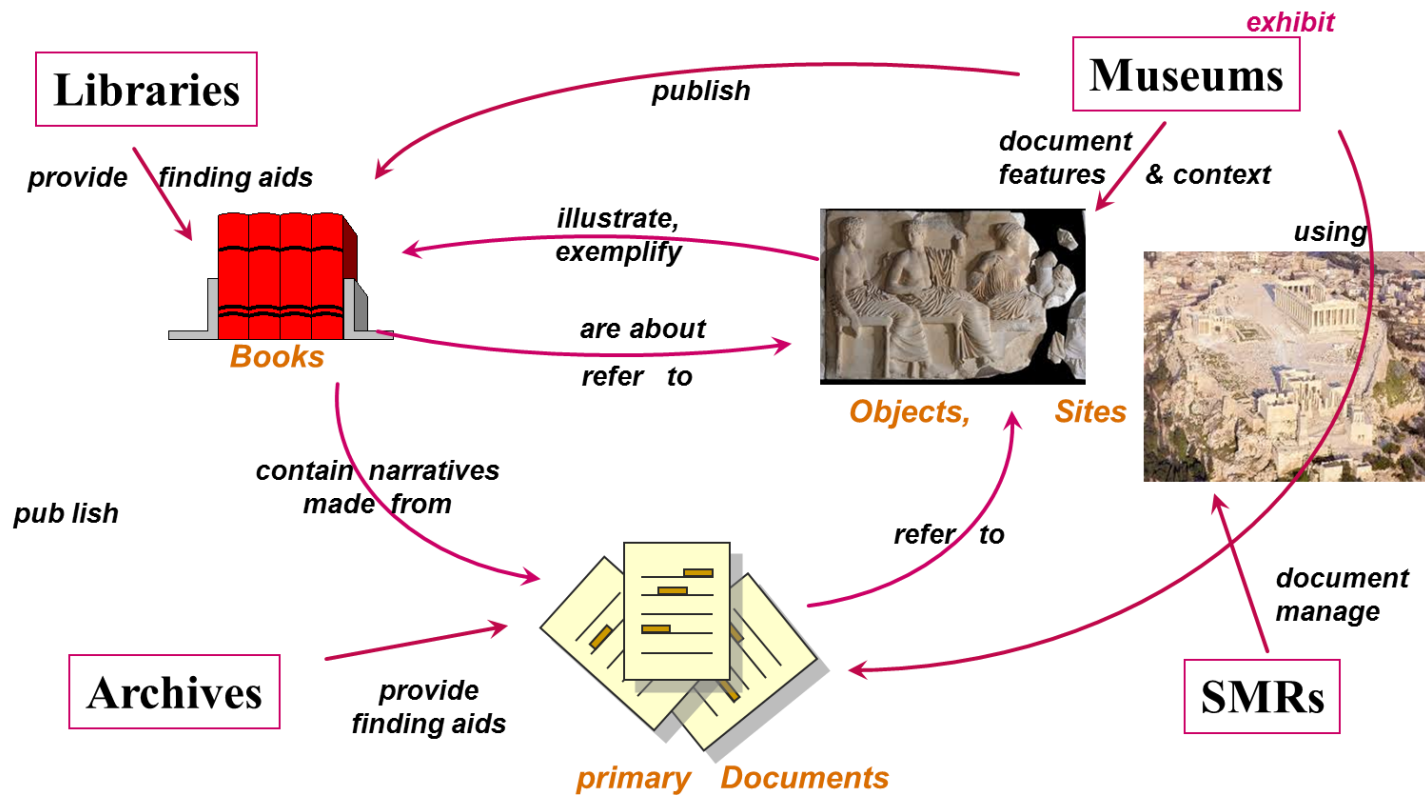 exhibit
Libraries
Museums
publish
document
features & context
provide finding aids
illustrate,
exemplify
using
are about
refer to
Books
Objects, Sites
contain narratives
made from
pub lish
refer to
document
manage
Archives
provide
finding aids
SMRs
primary Documents